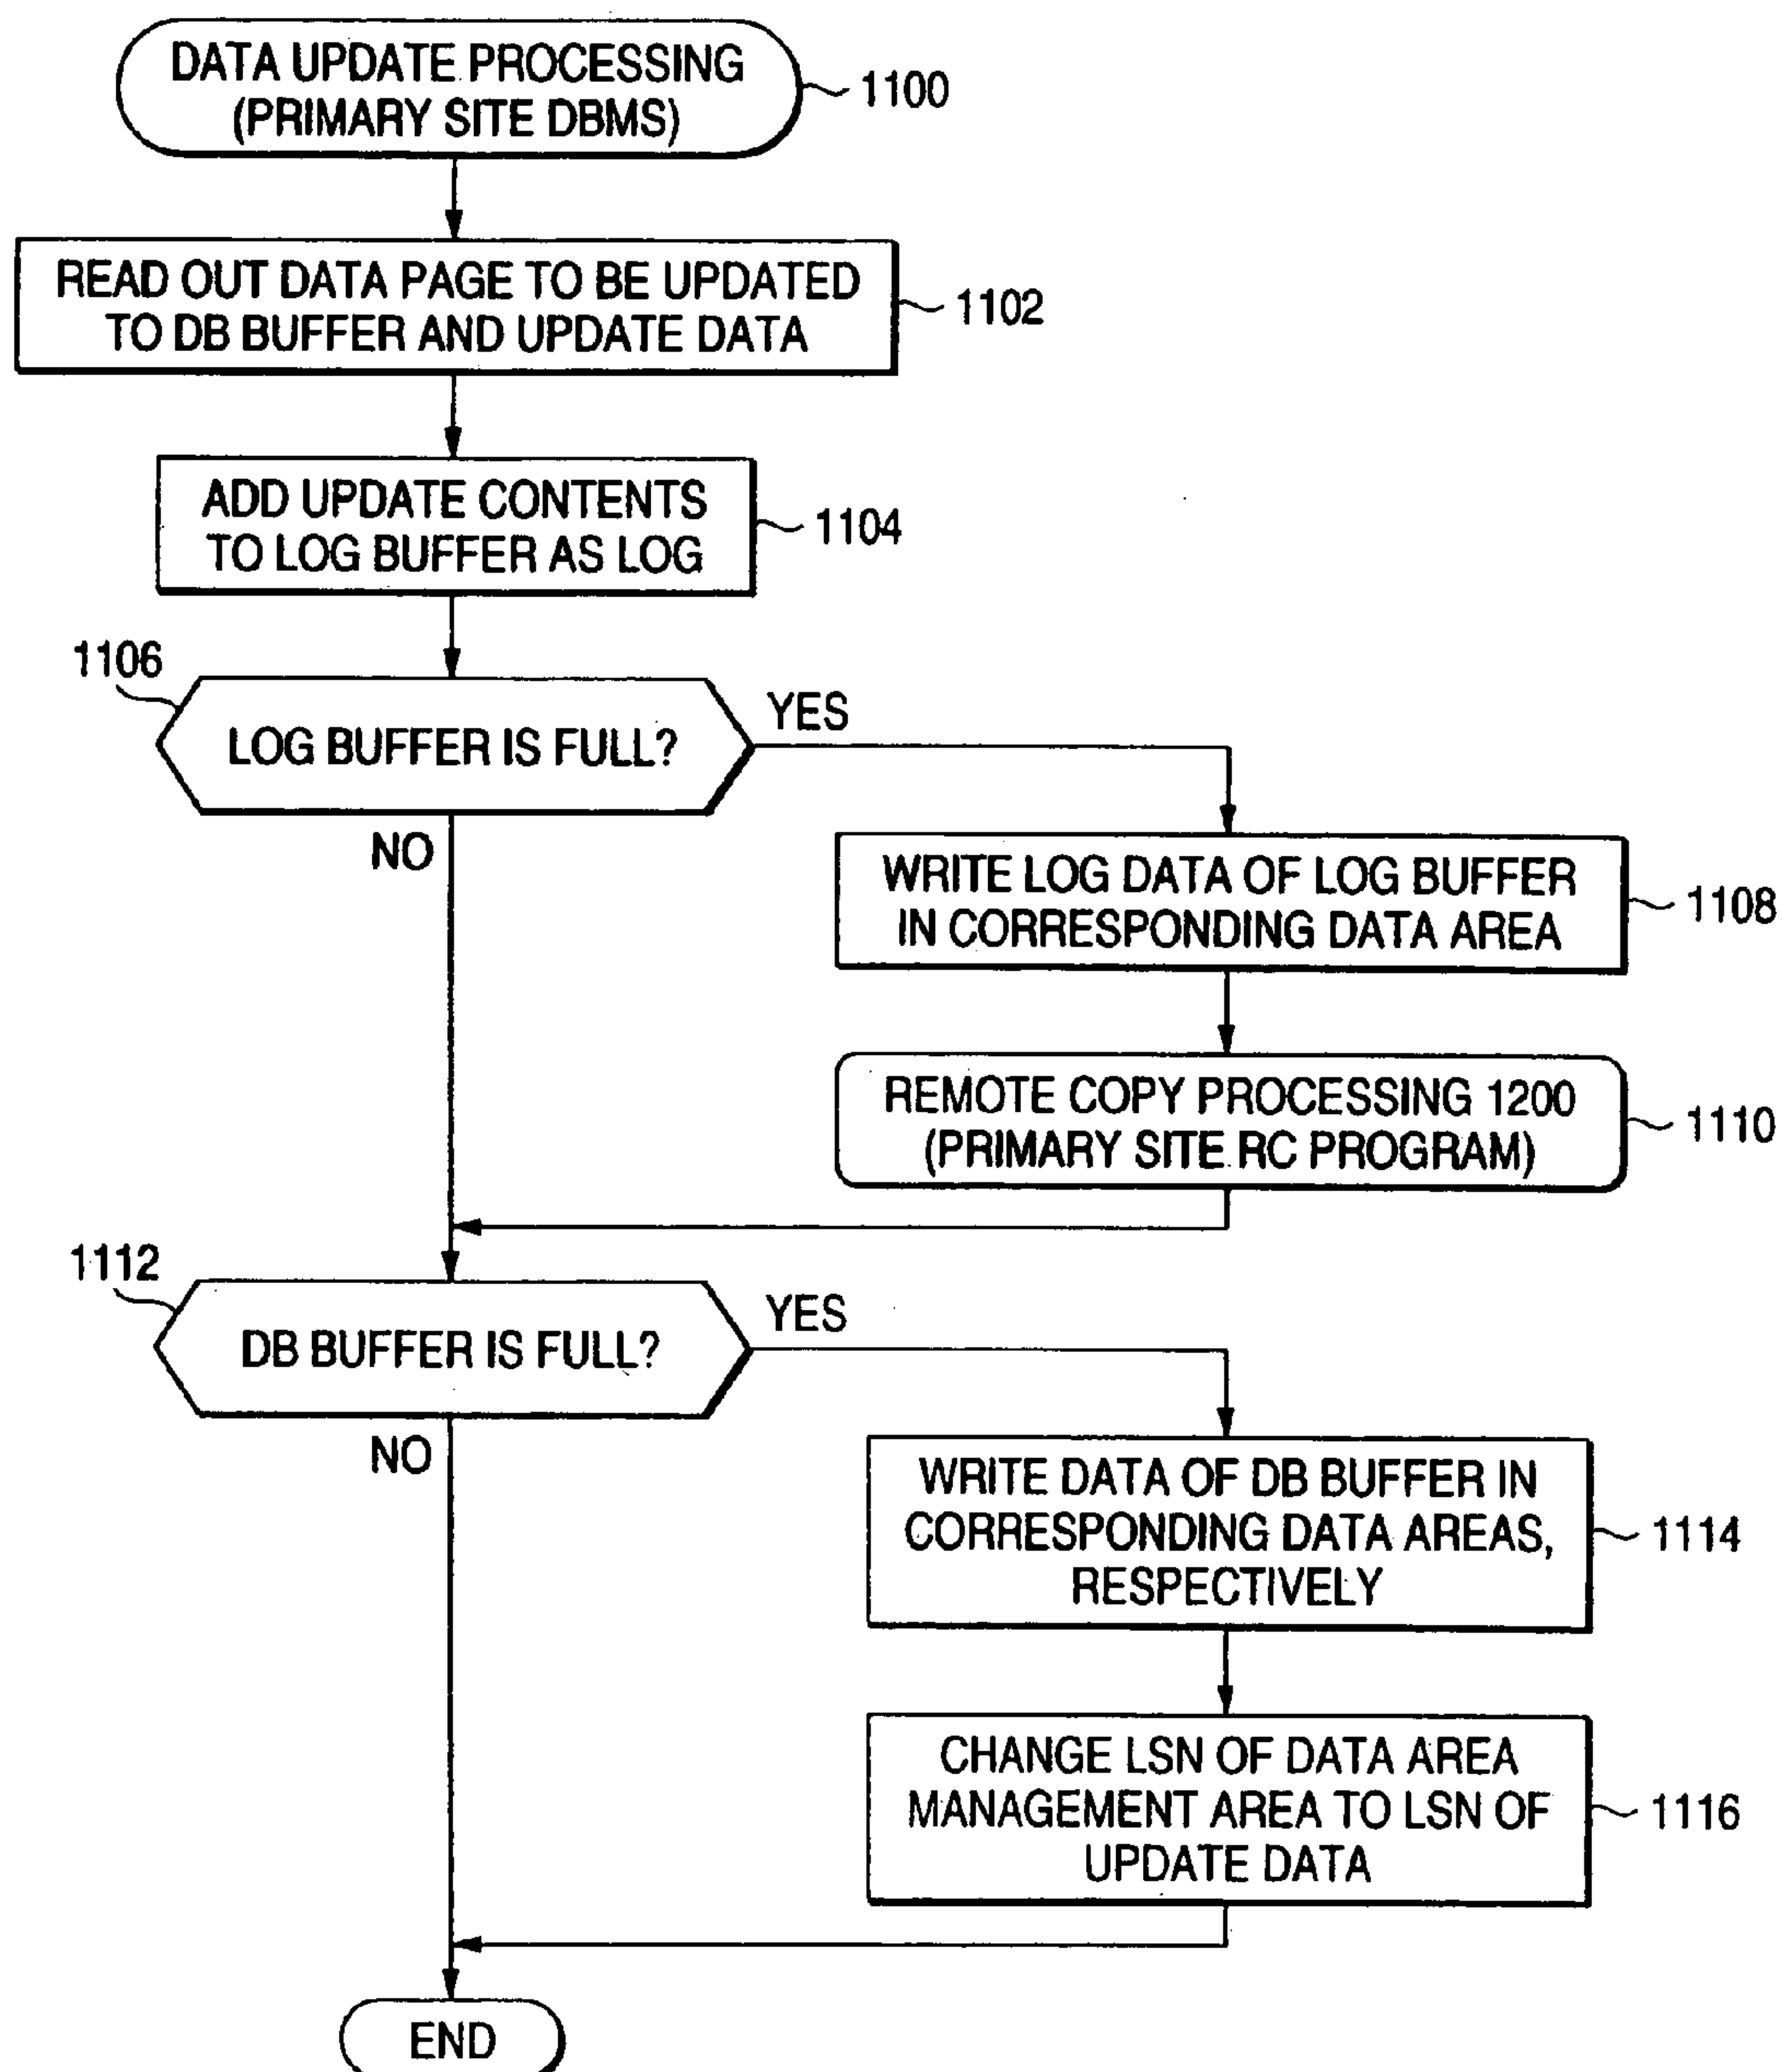 DATA UPDATE PROCESSING
(PRIMARY SITE DBMS)
1100
READ OUT DATA PAGE TO BE UPDATED
TO DB BUFFER AND UPDATE DATA
1102
ADD UPDATE CONTENTS
TO LOG BUFFER AS LOG
1104
1106
LOG BUFFER IS FULL?
YES
NO
WRITE LOG DATA OF LOG BUFFER
IN CORRESPONDING DATA AREA
1108
REMOTE COPY PROCESSING 1200
(PRIMARY SITE RC PROGRAM)
1110
1112
DB BUFFER IS FULL?
YES
NO
WRITE DATA OF DB BUFFER IN
CORRESPONDING DATA AREAS,
RESPECTIVELY
1114
CHANGE LSN OF DATA AREA
MANAGEMENT AREA TO LSN OF
UPDATE DATA
1116
END